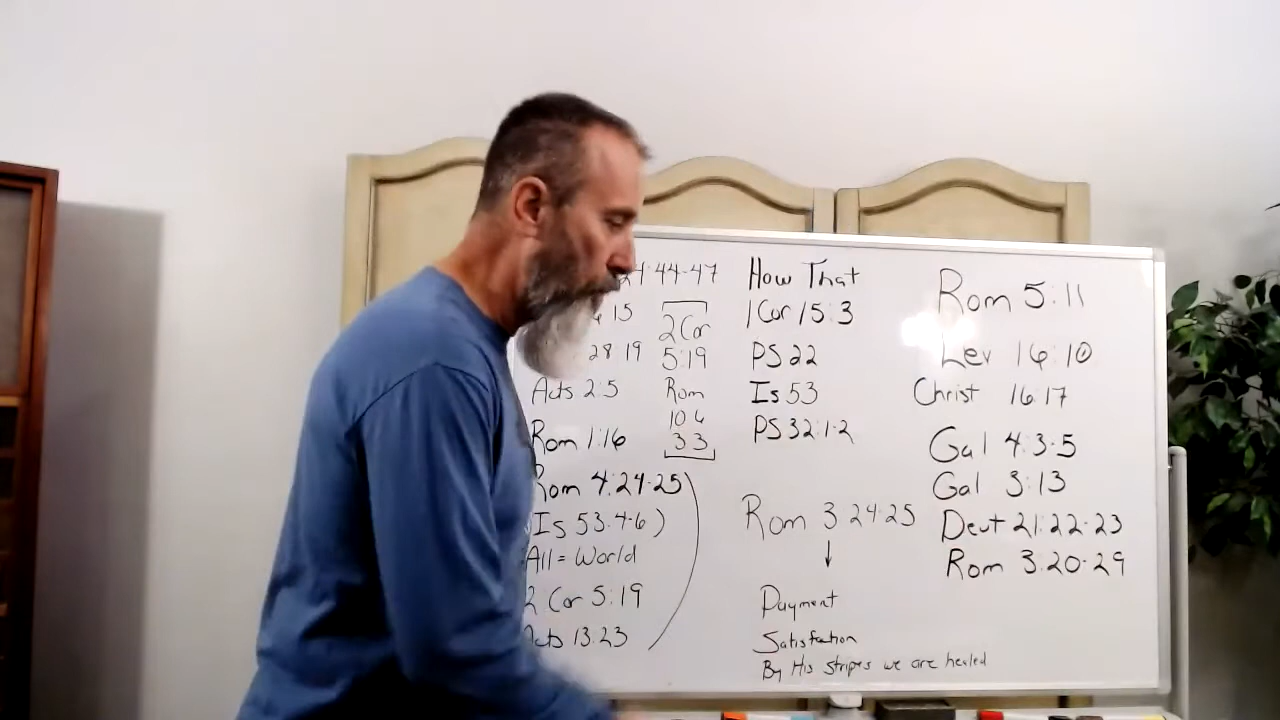 24:44-47
15
28 19
Acts 2:5
Rom 1:16
Rom 4:24-25
(Is 53:4-6)
All = World
2 Cor 5:19
Acts 13:23
2 Cor
5:19
Rom
10 6
33
How That
1 Cor 15:3
PS 22
Is 53
PS 32:1-2
Rom 3 24:25
↓
Payment
Satisfaction
By His stripes we are healed
Rom 5:11
Lev 16:10
Christ 16:17
Gal 4:3-5
Gal 3:13
Deut 21:22-23
Rom 3:20-29